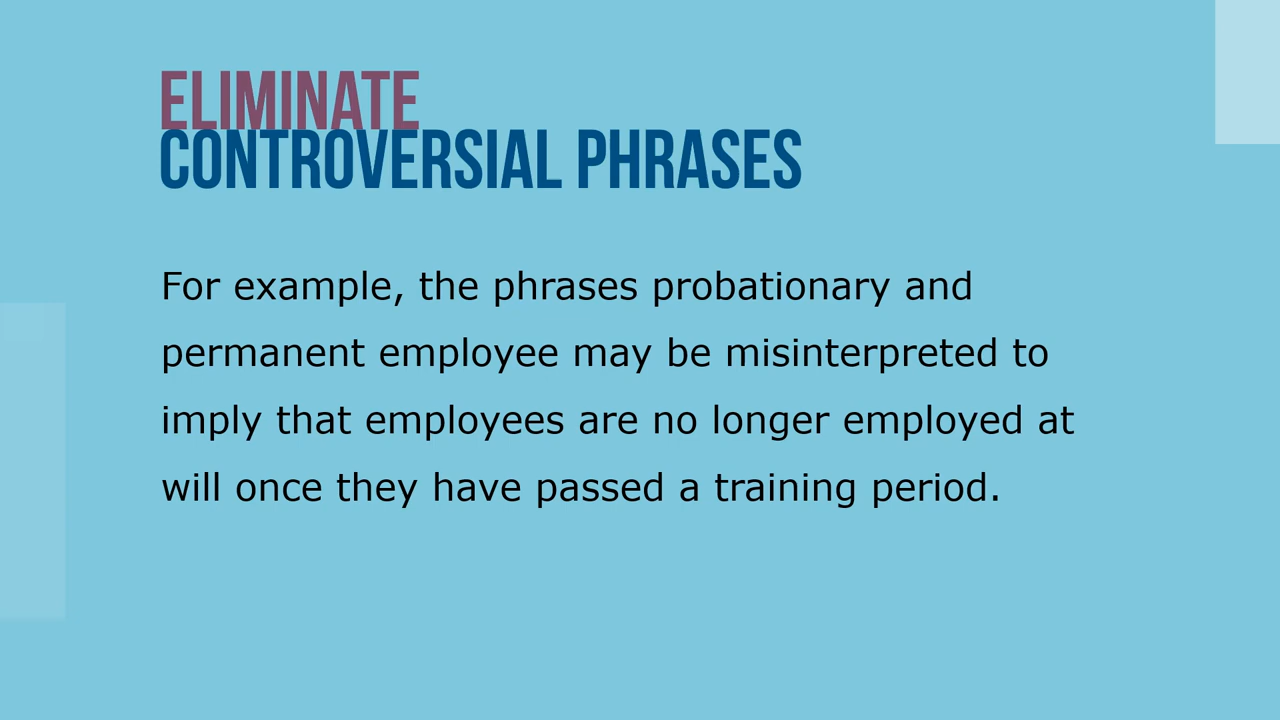 ELIMINATE
CONTROVERSIAL PHRASES
For example, the phrases probationary and
permanent employee may be misinterpreted to
imply that employees are no longer employed at
will once they have passed a training period.